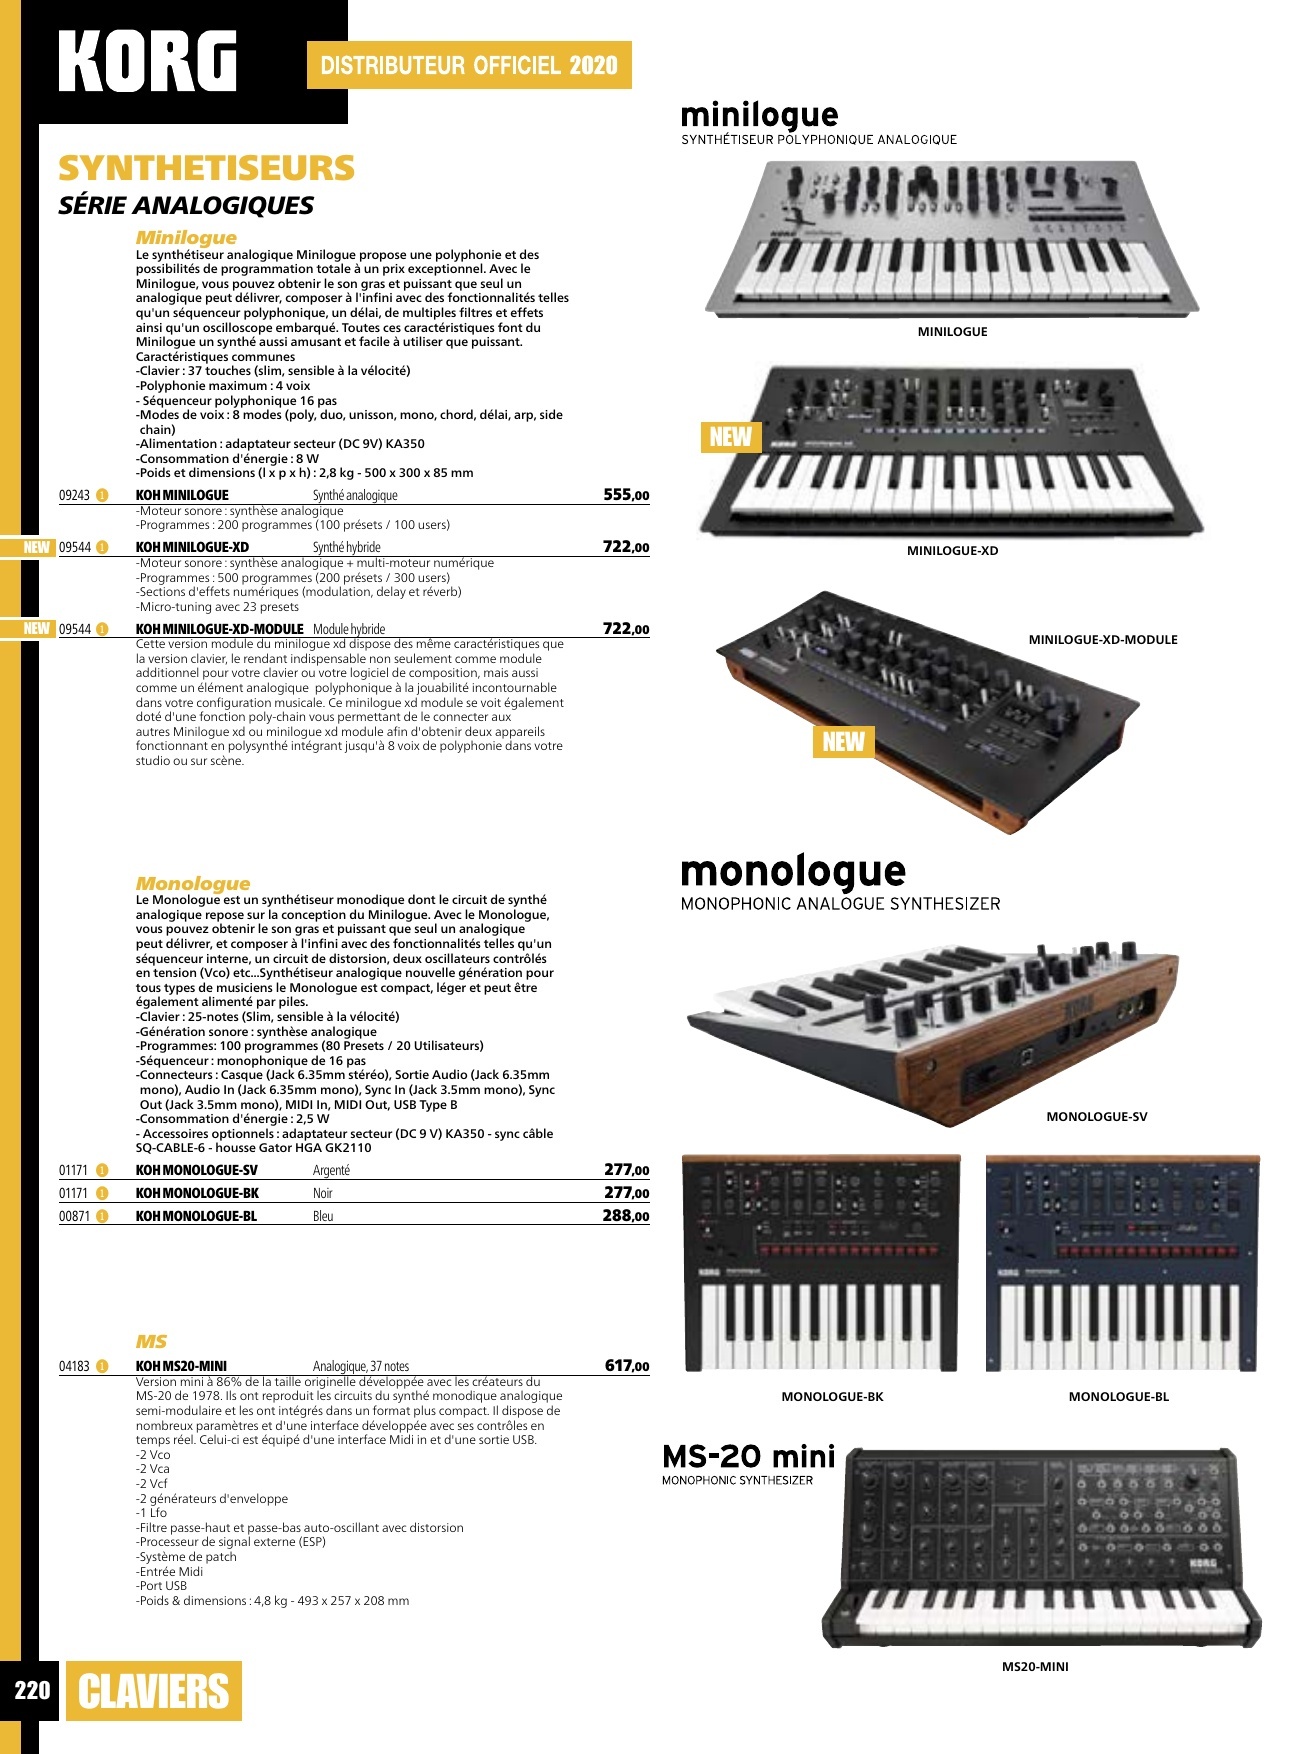 KORG
DISTRIBUTEUR OFFICIEL 2020
SYNTHETISEURS
SÉRIE ANALOGIQUES
Minilogue
Le synthétiseur analogique Minilogue propose une polyphonie et des
possibilités de programmation totale à un prix exceptionnel. Avec le
Minilogue, vous pouvez obtenir le son gras et puissant que seul un
analogique peut délivrer, composer à l'infini avec des fonctionnalités telles
qu'un séquenceur polyphonique, un délai, de multiples filtres et effets
ainsi qu'un oscilloscope embarqué. Toutes ces caractéristiques font du
Minilogue un synthé aussi amusant et facile à utiliser que puissant.
Caractéristiques communes
-Clavier : 37 touches (slim, sensible à la vélocité)
-Polyphonie maximum : 4 voix
- Séquenceur polyphonique 16 pas
-Modes de voix : 8 modes (poly, duo, unisson, mono, chord, délai, arp, side
chain)
-Alimentation : adaptateur secteur (DC 9V) KA350
-Consommation d'énergie : 8 W
-Poids et dimensions (l x p x h) : 2,8 kg - 500 x 300 x 85 mm
09243 1 KOH MINILOGUE Synthé analogique 555,00
-Moteur sonore : synthèse analogique
-Programmes : 200 programmes (100 présets / 100 users)
NEW 09544 1 KOH MINILOGUE-XD Synthé hybride 722,00
-Moteur sonore : synthèse analogique + multi-moteur numérique
-Programmes : 500 programmes (200 présets / 300 users)
-Sections d'effets numériques (modulation, delay et réverb)
-Micro-tuning avec 23 presets
NEW 09544 1 KOH MINILOGUE-XD-MODULE Module hybride 722,00
Cette version module du minilogue xd dispose des même caractéristiques que
la version clavier, le rendant indispensable non seulement comme module
additionnel pour votre clavier ou votre logiciel de composition, mais aussi
comme un élément analogique polyphonique à la jouabilité incontournable
dans votre configuration musicale. Ce minilogue xd module se voit également
doté d'une fonction poly-chain vous permettant de le connecter aux
autres Minilogue xd ou minilogue xd module afin d'obtenir deux appareils
fonctionnant en polysynthé intégrant jusqu'à 8 voix de polyphonie dans votre
studio ou sur scène.
Monologue
Le Monologue est un synthétiseur monodique dont le circuit de synthé
analogique repose sur la conception du Minilogue. Avec le Monologue,
vous pouvez obtenir le son gras et puissant que seul un analogique
peut délivrer, et composer à l'infini avec des fonctionnalités telles qu'un
séquenceur interne, un circuit de distorsion, deux oscillateurs contrôlés
en tension (Vco) etc...Synthétiseur analogique nouvelle génération pour
tous types de musiciens le Monologue est compact, léger et peut être
également alimenté par piles.
-Clavier : 25-notes (Slim, sensible à la vélocité)
-Génération sonore : synthèse analogique
-Programmes: 100 programmes (80 Presets / 20 Utilisateurs)
-Séquenceur : monophonique de 16 pas
-Connecteurs : Casque (Jack 6.35mm stéréo), Sortie Audio (Jack 6.35mm
mono), Audio In (Jack 6.35mm mono), Sync In (Jack 3.5mm mono), Sync
Out (Jack 3.5mm mono), MIDI In, MIDI Out, USB Type B
-Consommation d'énergie : 2,5 W
- Accessoires optionnels : adaptateur secteur (DC 9 V) KA350 - sync câble
SQ-CABLE-6 - housse Gator HGA GK2110
01171 1 KOH MONOLOGUE-SV Argenté 277,00
01171 1 KOH MONOLOGUE-BK Noir 277,00
00871 1 KOH MONOLOGUE-BL Bleu 288,00
MS
04183 1 KOH MS20-MINI Analogique, 37 notes 617,00
Version mini à 86% de la taille originelle développée avec les créateurs du
MS-20 de 1978. Ils ont reproduit les circuits du synthé monodique analogique
semi-modulaire et les ont intégrés dans un format plus compact. Il dispose de
nombreux paramètres et d'une interface développée avec ses contrôles en
temps réel. Celui-ci est équipé d'une interface Midi in et d'une sortie USB.
-2 Vco
-2 Vca
-2 Vcf
-2 générateurs d'enveloppe
-1 Lfo
-Filtre passe-haut et passe-bas auto-oscillant avec distorsion
-Processeur de signal externe (ESP)
-Système de patch
-Entrée Midi
-Port USB
-Poids & dimensions : 4,8 kg - 493 x 257 x 208 mm
220 CLAVIERS
minilogue
SYNTHÉTISEUR POLYPHONIQUE ANALOGIQUE
KORG minilogue
MINILOGUE
NEW
KORG
MINILOGUE-XD
MINILOGUE-XD-MODULE
NEW
monologue
MONOPHONIC ANALOGUE SYNTHESIZER
KORG
MONOLOGUE-SV
KORG monologue
MONOLOGUE-BK
KORG monologue
MONOLOGUE-BL
MS-20 mini
MONOPHONIC SYNTHESIZER
KORG
MS20-MINI